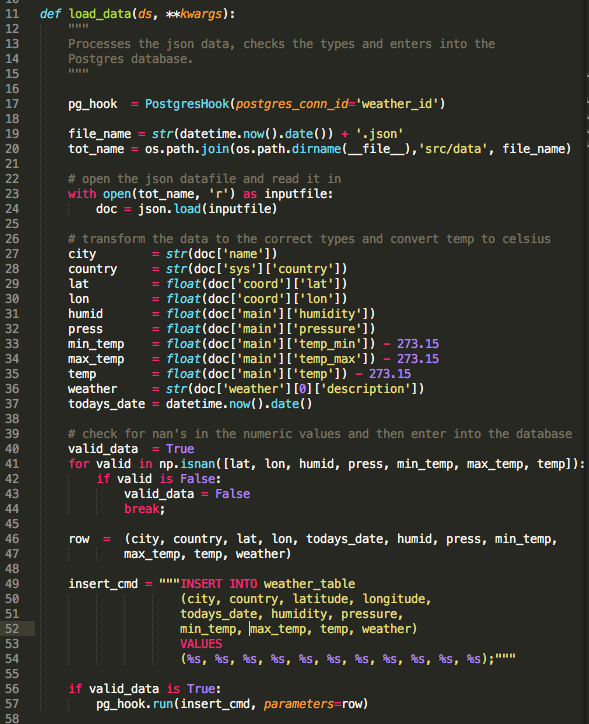 11 def load_data(ds, **kwargs):
12     """
13     Processes the json data, checks the types and enters into the
14     Postgres database.
15     """
16
17     pg_hook  = PostgresHook(postgres_conn_id='weather_id')
18
19     file_name = str(datetime.now().date()) + '.json'
20     tot_name = os.path.join(os.path.dirname(__file__),'src/data', file_name)
21
22     # open the json datafile and read it in
23     with open(tot_name, 'r') as inputfile:
24         doc = json.load(inputfile)
25
26     # transform the data to the correct types and convert temp to celsius
27     city        = str(doc['name'])
28     country     = str(doc['sys']['country'])
29     lat         = float(doc['coord']['lat'])
30     lon         = float(doc['coord']['lon'])
31     humid       = float(doc['main']['humidity'])
32     press       = float(doc['main']['pressure'])
33     min_temp    = float(doc['main']['temp_min']) - 273.15
34     max_temp    = float(doc['main']['temp_max']) - 273.15
35     temp        = float(doc['main']['temp']) - 273.15
36     weather     = str(doc['weather'][0]['description'])
37     todays_date = datetime.now().date()
38
39     # check for nan's in the numeric values and then enter into the database
40     valid_data  = True
41     for valid in np.isnan([lat, lon, humid, press, min_temp, max_temp, temp]):
42         if valid is False:
43             valid_data = False
44             break;
45
46     row  =  (city, country, lat, lon, todays_date, humid, press, min_temp,
47             max_temp, temp, weather)
48
49     insert_cmd = """INSERT INTO weather_table
50                     (city, country, latitude, longitude,
51                     todays_date, humidity, pressure,
52                     min_temp, max_temp, temp, weather)
53                     VALUES
54                     (%s, %s, %s, %s, %s, %s, %s, %s, %s, %s, %s);"""
55
56     if valid_data is True:
57         pg_hook.run(insert_cmd, parameters=row)
58